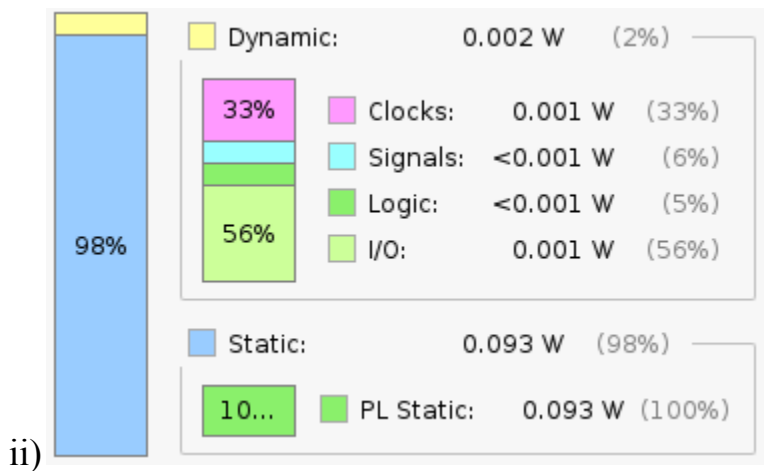 Dynamic: 0.002 W (2%)
33% Clocks: 0.001 W (33%)
Signals: <0.001 W (6%)
Logic: <0.001 W (5%)
98% 56% I/O: 0.001 W (56%)
Static: 0.093 W (98%)
10... PL Static: 0.093 W (100%)
ii)